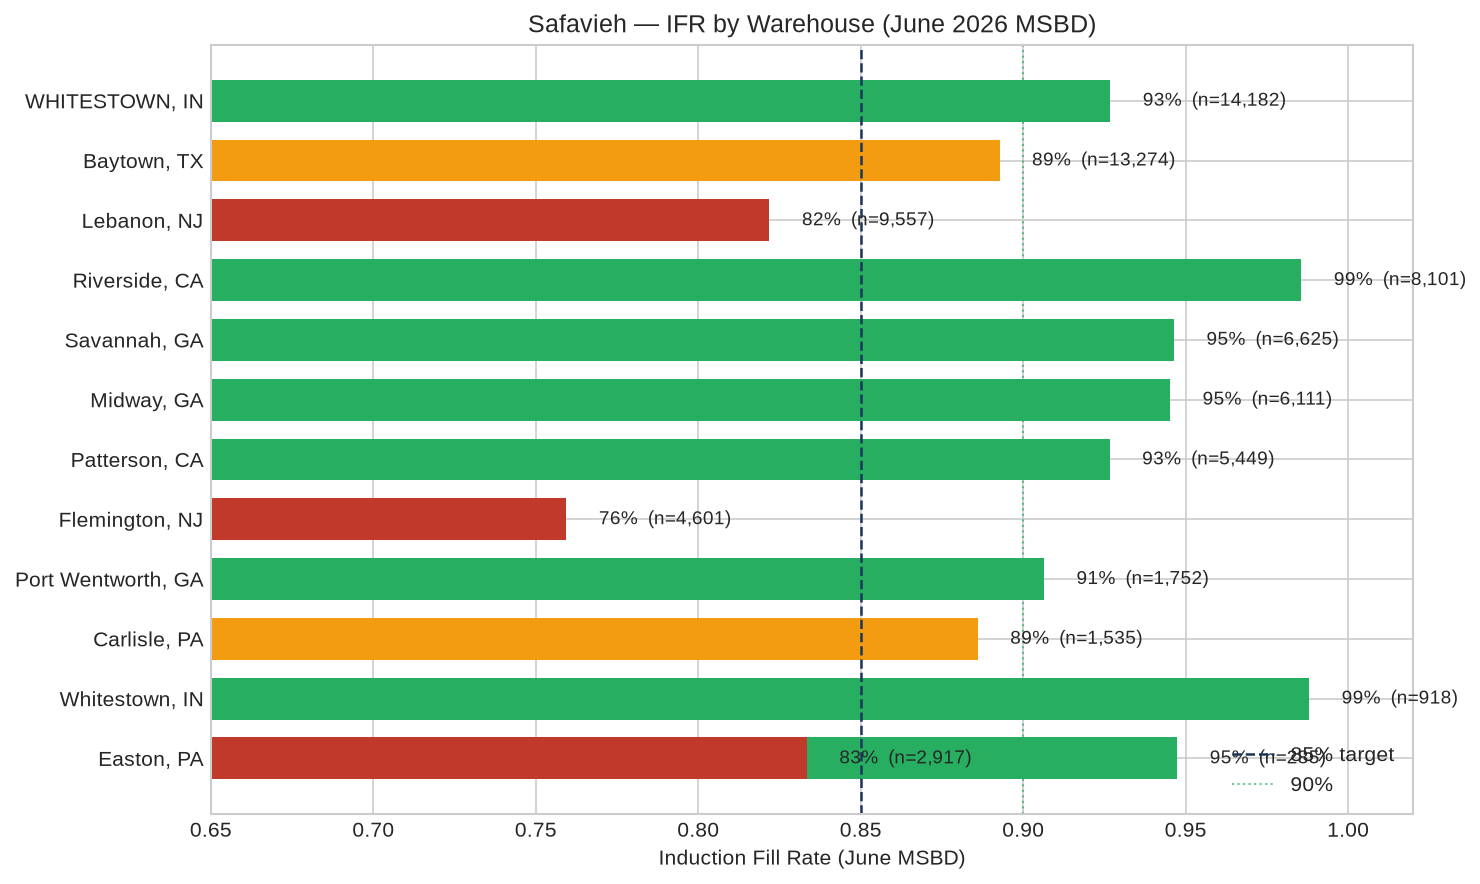 Safavieh — IFR by Warehouse (June 2026 MSBD)
WHITESTOWN, IN
93% (n=14,182)
Baytown, TX
89% (n=13,274)
Lebanon, NJ
82% (n=9,557)
Riverside, CA
99% (n=8,101)
Savannah, GA
95% (n=6,625)
Midway, GA
95% (n=6,111)
Patterson, CA
93% (n=5,449)
Flemington, NJ
76% (n=4,601)
Port Wentworth, GA
91% (n=1,752)
Carlisle, PA
89% (n=1,535)
Whitestown, IN
99% (n=918)
Easton, PA
83% (n=2,917)
95%
85% target
90%
0.65 0.70 0.75 0.80 0.85 0.90 0.95 1.00
Induction Fill Rate (June MSBD)